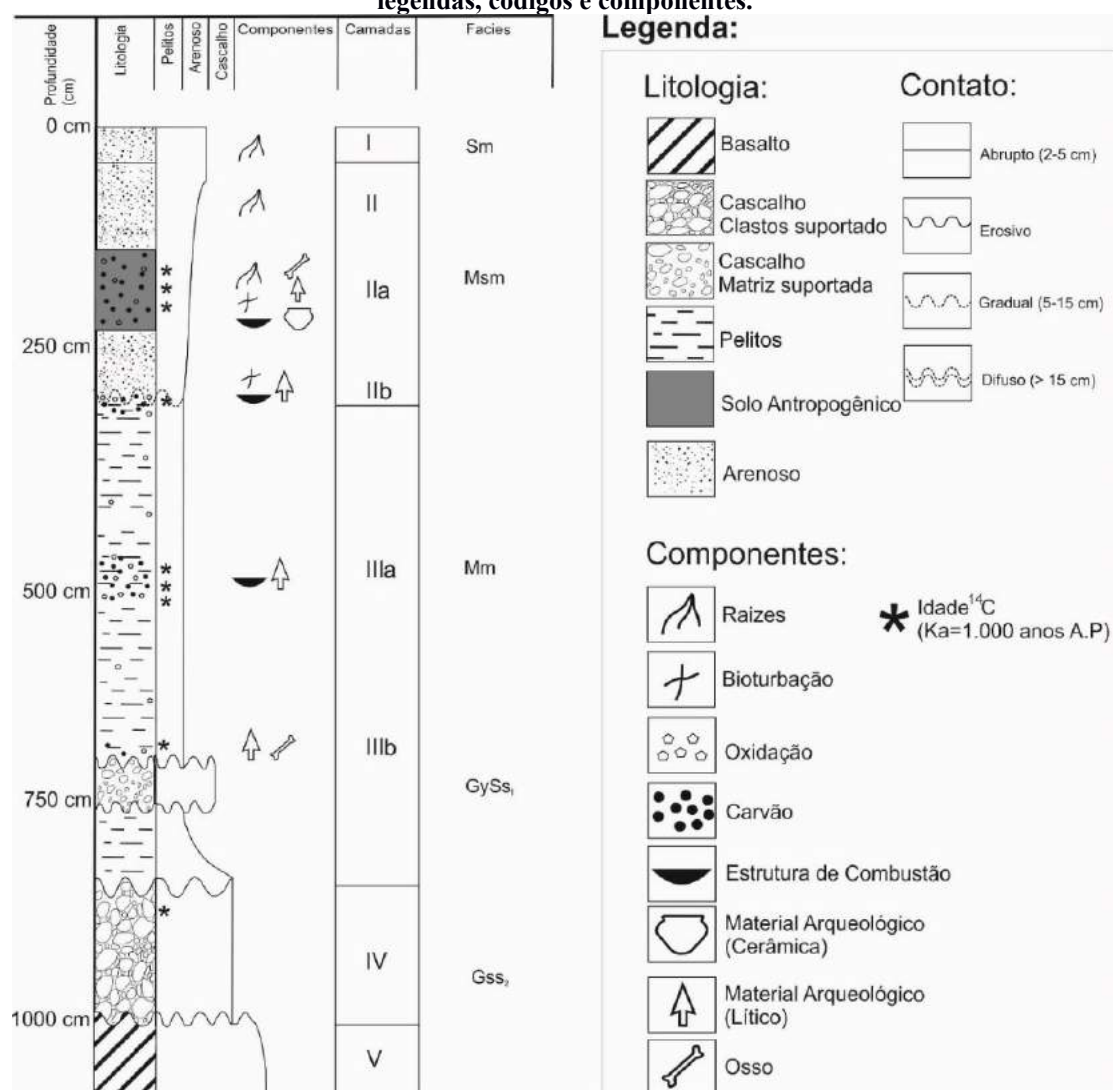 legendas, códigos e componentes.
Profundidade
(cm)
Litologia
Pelitos
Arenoso
Cascalho
Componentes
Camadas
Facies
0 cm
I
Sm
II
IIa
Msm
250 cm
IIb
500 cm
IIIa
Mm
IIIb
750 cm
GySs₁
IV
Gss₂
1000 cm
V
Legenda:
Litologia:
Basalto
Cascalho
Clastos suportado
Cascalho
Matriz suportada
Pelitos
Solo Antropogênico
Arenoso
Contato:
Abrupto (2-5 cm)
Erosivo
Gradual (5-15 cm)
Difuso (> 15 cm)
Componentes:
Raizes
Bioturbação
Oxidação
Carvão
Estrutura de Combustão
Material Arqueológico
(Cerâmica)
Material Arqueológico
(Lítico)
Osso
Idade¹⁴C
(Ka=1.000 anos A.P)